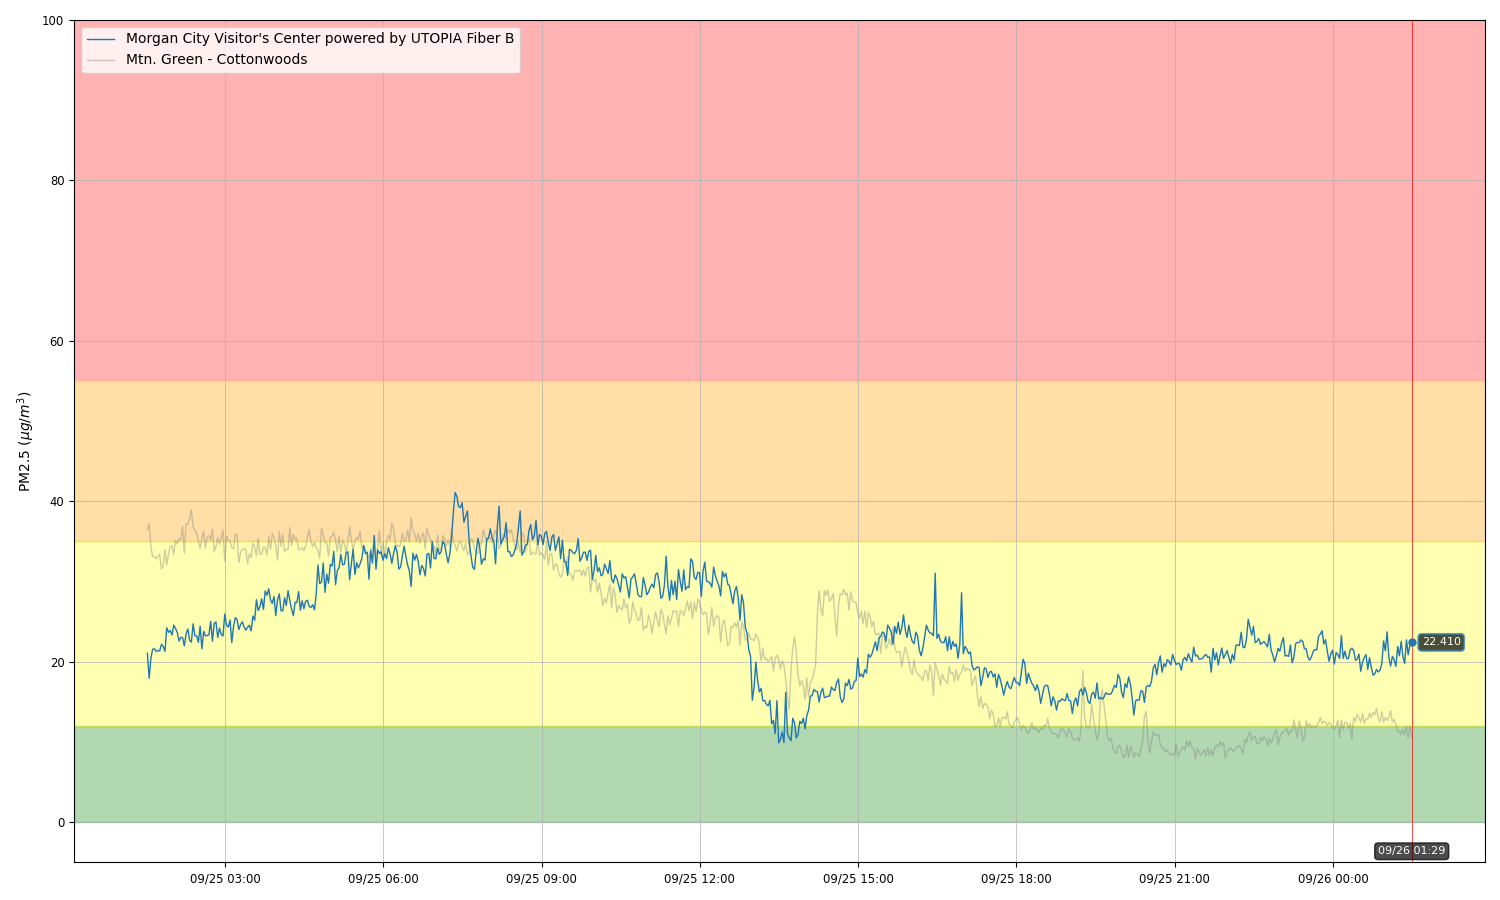 100
Morgan City Visitor's Center powered by UTOPIA Fiber B
Mtn. Green - Cottonwoods
80
60
PM2.5 (μg/m³)
40
20
22.410
0
09/26 01:29
09/25 03:00 09/25 06:00 09/25 09:00 09/25 12:00 09/25 15:00 09/25 18:00 09/25 21:00 09/26 00:00